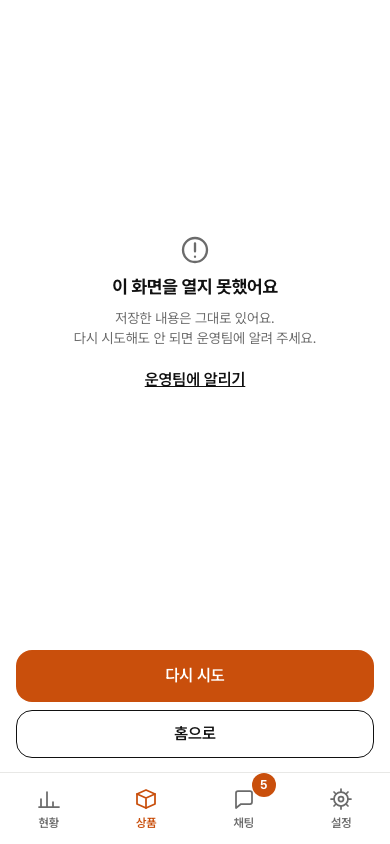 이 화면을 열지 못했어요
저장한 내용은 그대로 있어요.
다시 시도해도 안 되면 운영팀에 알려 주세요.
운영팀에 알리기
다시 시도
홈으로
5
현황
상품
채팅
설정